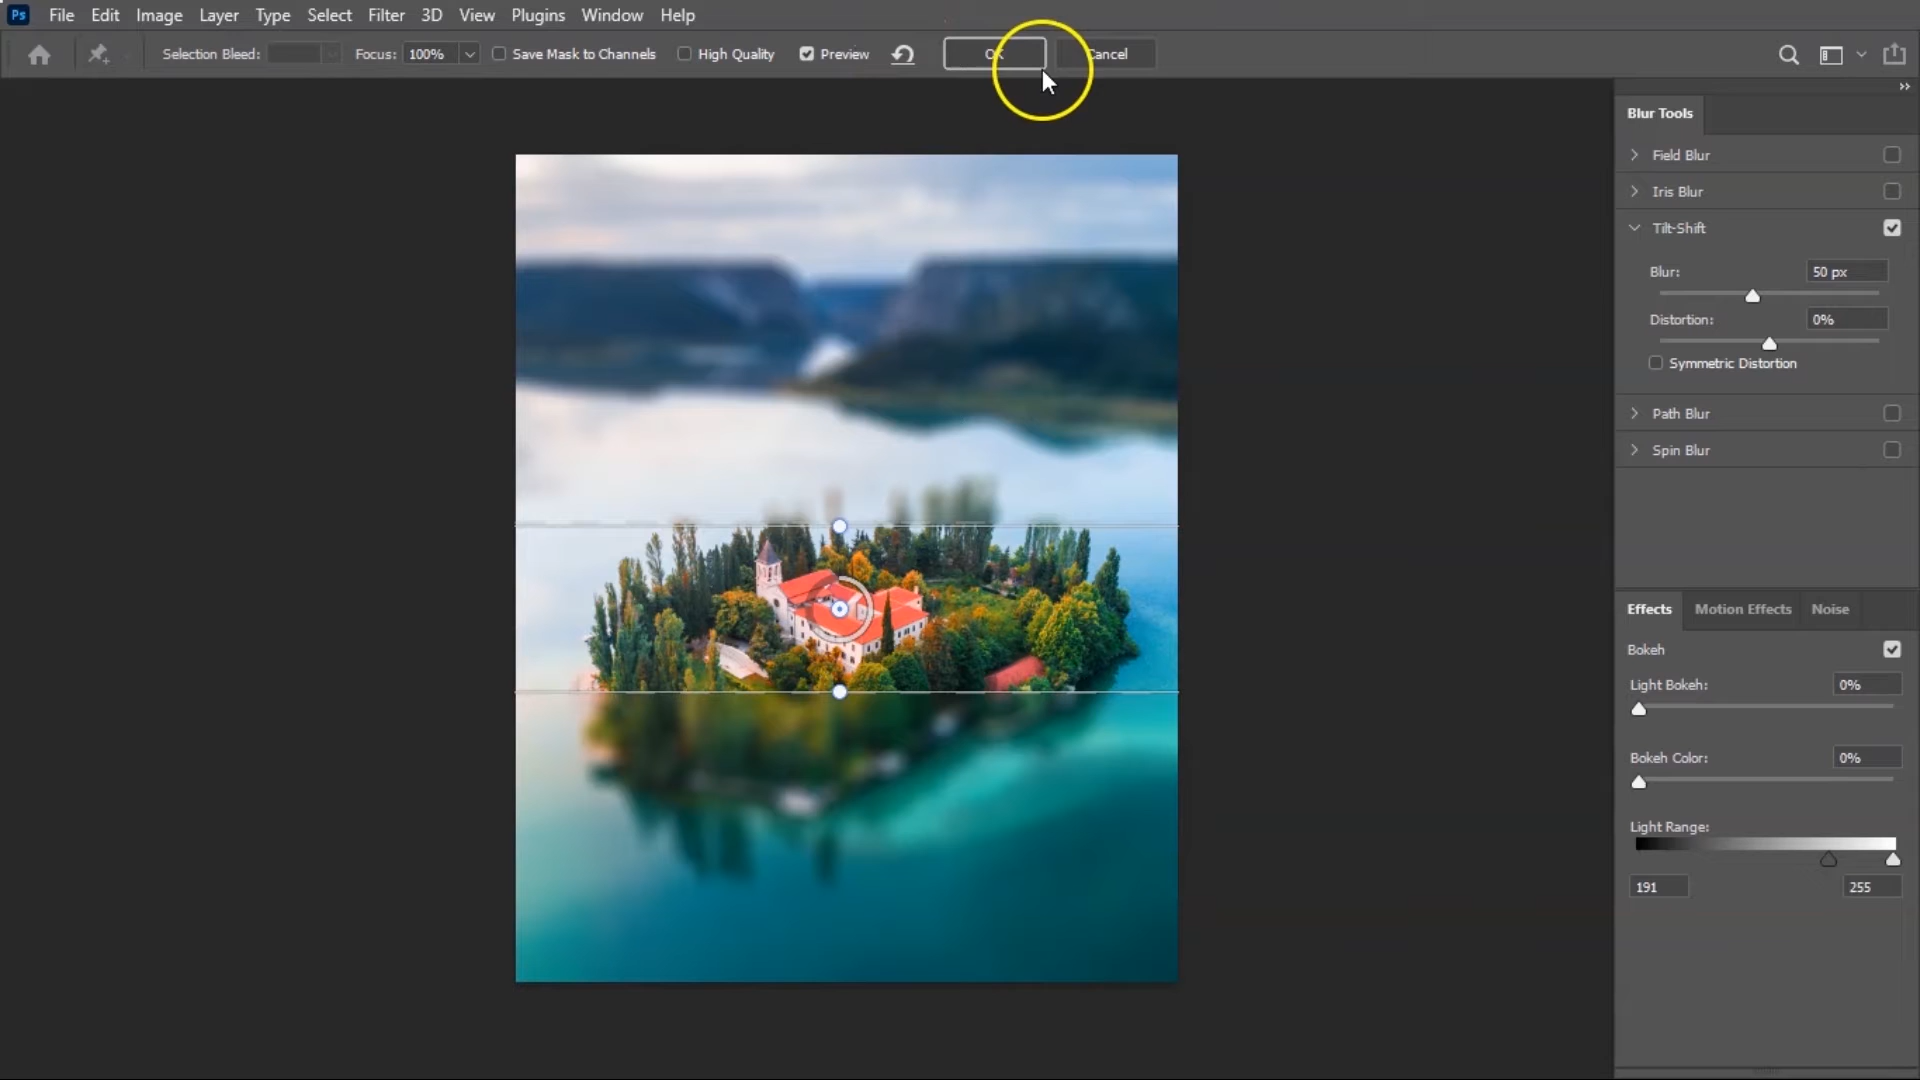 Ps File Edit Image Layer Type Select Filter 3D View Plugins Window Help
Selection Bleed: Focus: 100% Save Mask to Channels High Quality Preview OK Cancel
Blur Tools
Field Blur
Iris Blur
Tilt-Shift
Blur: 50 px
Distortion: 0%
Symmetric Distortion
Path Blur
Spin Blur
Effects Motion Effects Noise
Bokeh
Light Bokeh: 0%
Bokeh Color: 0%
Light Range:
191 255